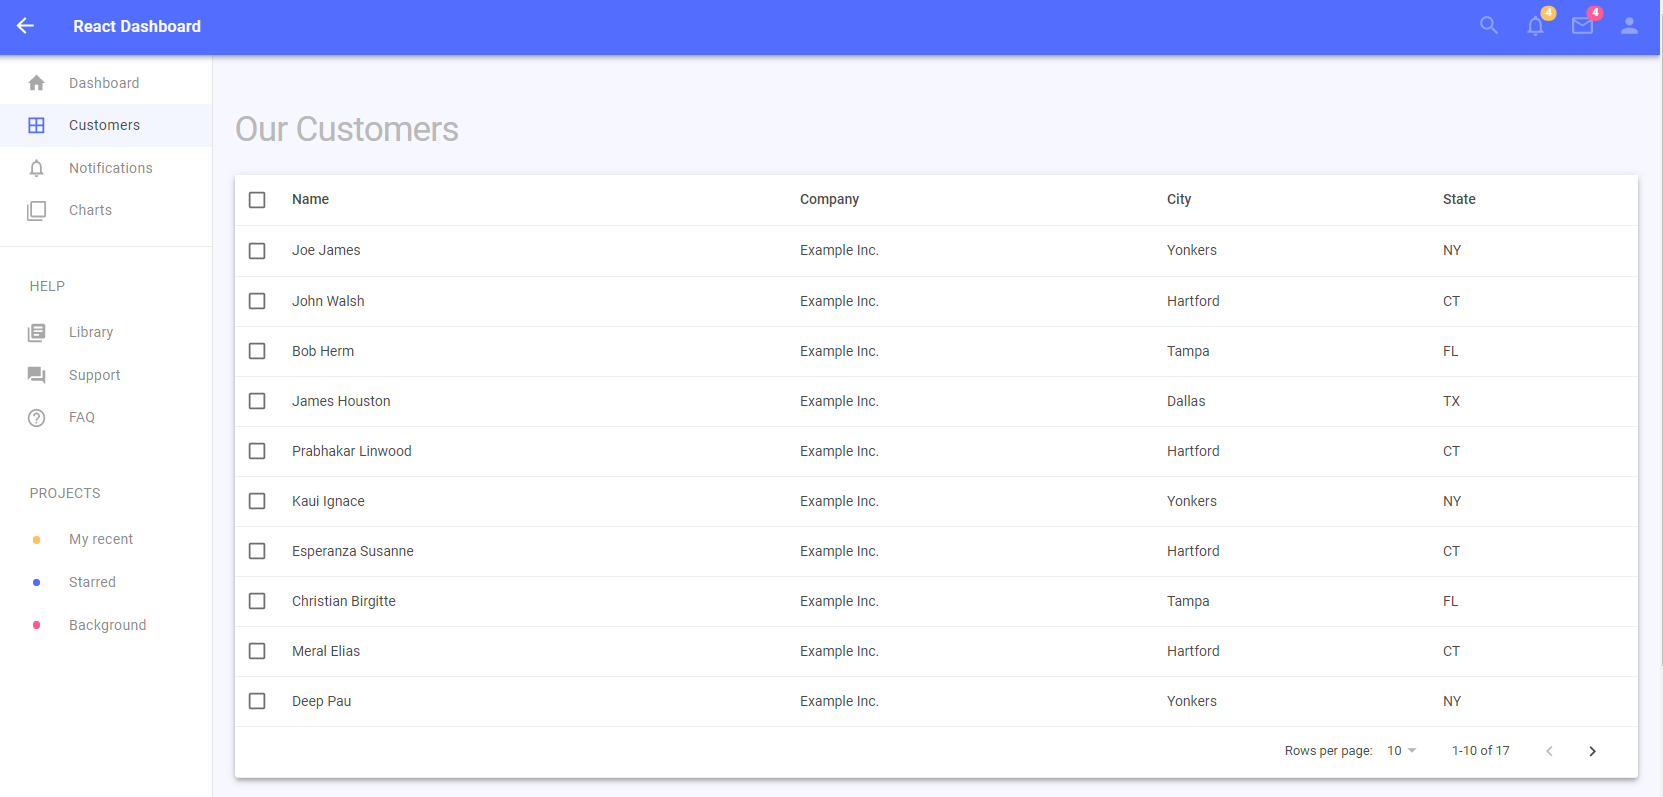 React Dashboard
4
4
Dashboard
Customers
Notifications
Charts
HELP
Library
Support
FAQ
PROJECTS
My recent
Starred
Background
Our Customers
Name Company City State
Joe James Example Inc. Yonkers NY
John Walsh Example Inc. Hartford CT
Bob Herm Example Inc. Tampa FL
James Houston Example Inc. Dallas TX
Prabhakar Linwood Example Inc. Hartford CT
Kaui Ignace Example Inc. Yonkers NY
Esperanza Susanne Example Inc. Hartford CT
Christian Birgitte Example Inc. Tampa FL
Meral Elias Example Inc. Hartford CT
Deep Pau Example Inc. Yonkers NY
Rows per page: 10 1-10 of 17